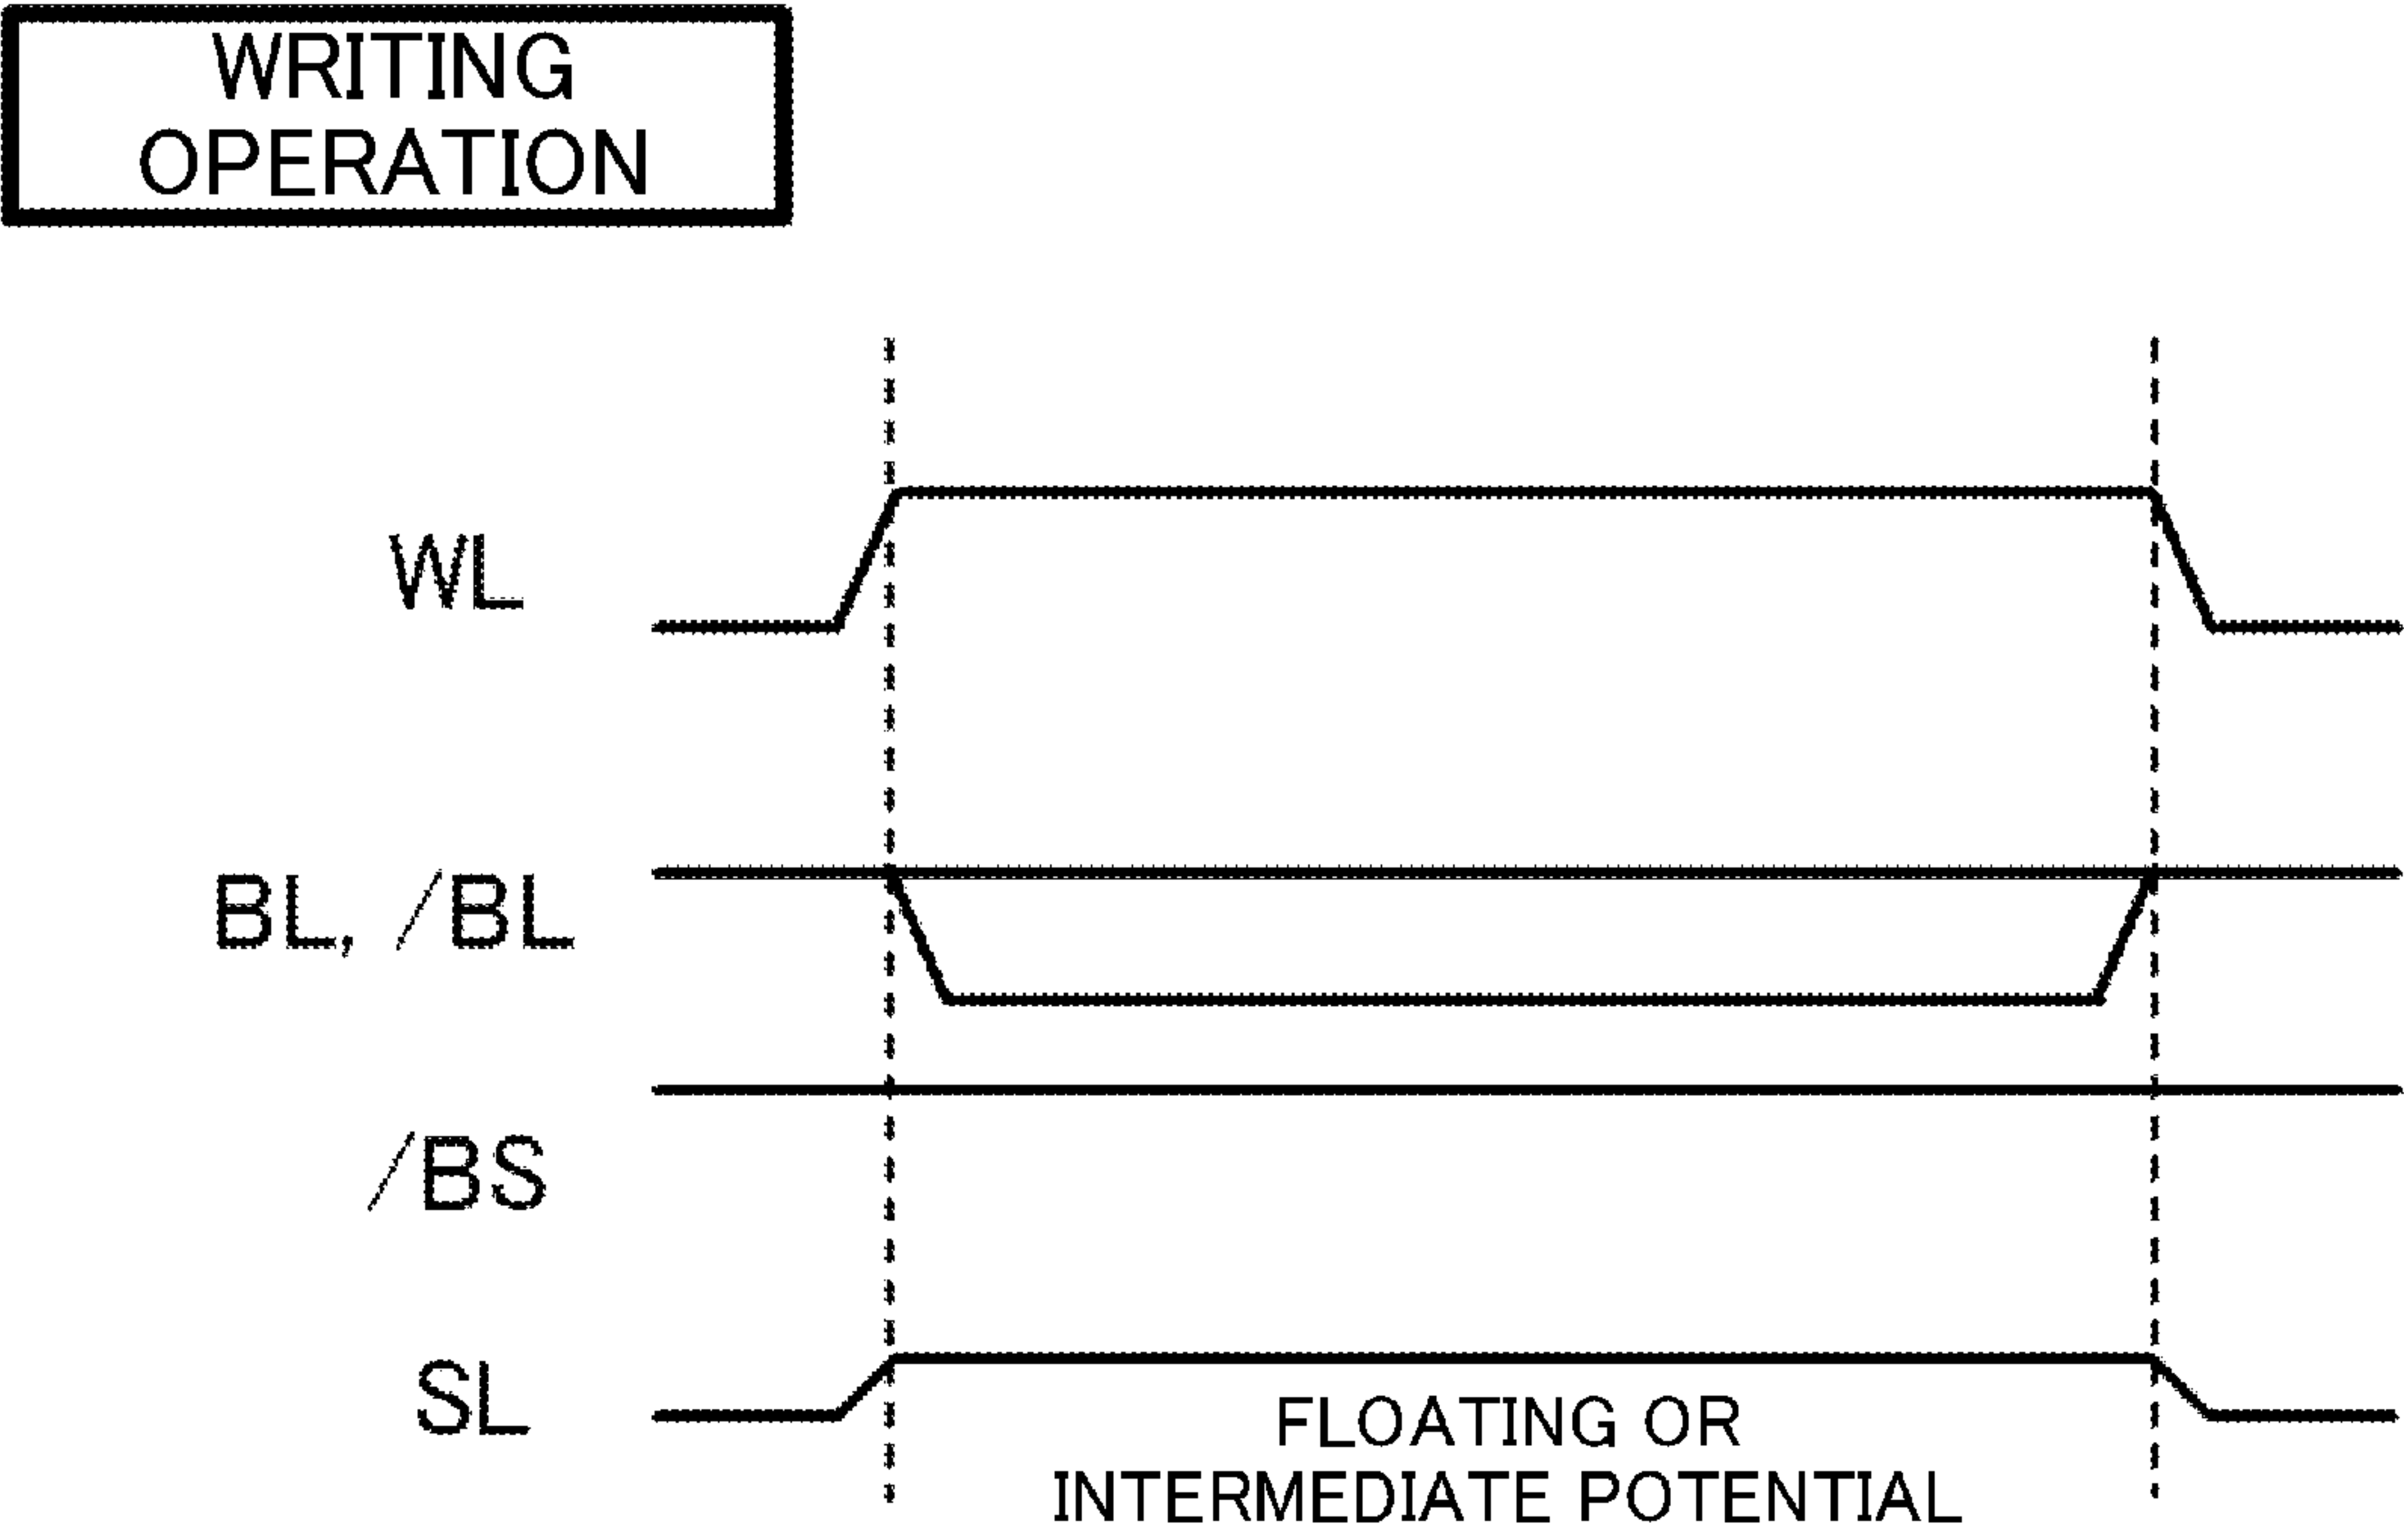 WRITING
OPERATION
WL
BL, /BL
/BS
SL
FLOATING OR
INTERMEDIATE POTENTIAL